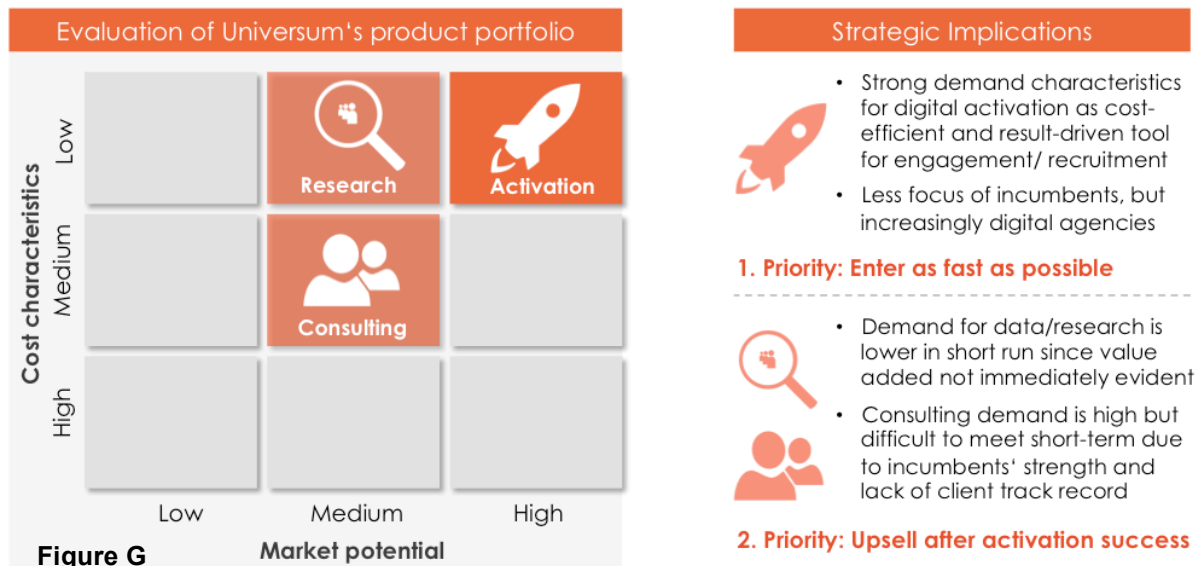 Evaluation of Universum‘s product portfolio
Cost characteristics
Low
Medium
High
Research
Activation
Consulting
Low
Medium
High
Market potential
Figure G
Strategic Implications
• Strong demand characteristics
for digital activation as cost-
efficient and result-driven tool
for engagement/ recruitment
• Less focus of incumbents, but
increasingly digital agencies
1. Priority: Enter as fast as possible
• Demand for data/research is
lower in short run since value
added not immediately evident
• Consulting demand is high but
difficult to meet short-term due
to incumbents‘ strength and
lack of client track record
2. Priority: Upsell after activation success